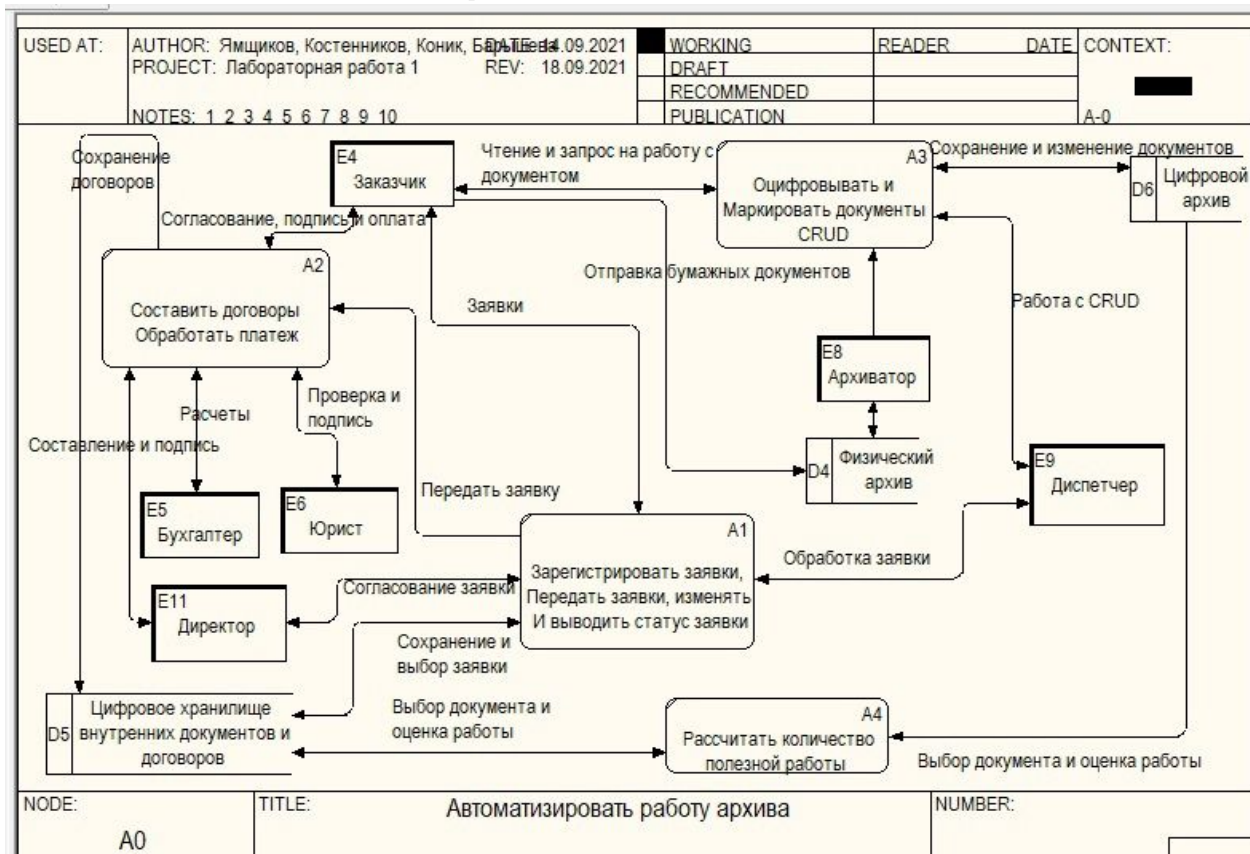 USED AT:
AUTHOR: Ямщиков, Костенников, Коник, Барышева
DATE: 14.09.2021
PROJECT: Лабораторная работа 1
REV: 18.09.2021
NOTES: 1 2 3 4 5 6 7 8 9 10
WORKING
DRAFT
RECOMMENDED
PUBLICATION
READER
DATE
CONTEXT:
A-0
Сохранение
договоров
E4
Заказчик
Чтение и запрос на работу с
документом
A3
Оцифровывать и
Маркировать документы
CRUD
Сохранение и изменение документов
D6
Цифровой
архив
Согласование, подпись и оплата
A2
Составить договоры
Обработать платеж
Заявки
Отправка бумажных документов
Работа с CRUD
E8
Архиватор
Расчеты
Проверка и
подпись
Составление и подпись
D4
Физический
архив
E9
Диспетчер
E5
Бухгалтер
E6
Юрист
Передать заявку
A1
Зарегистрировать заявки,
Передать заявки, изменять
И выводить статус заявки
Обработка заявки
E11
Директор
Согласование заявки
Сохранение и
выбор заявки
D5
Цифровое хранилище
внутренних документов и
договоров
Выбор документа и
оценка работы
A4
Рассчитать количество
полезной работы
Выбор документа и оценка работы
NODE:
A0
TITLE:
Автоматизировать работу архива
NUMBER: